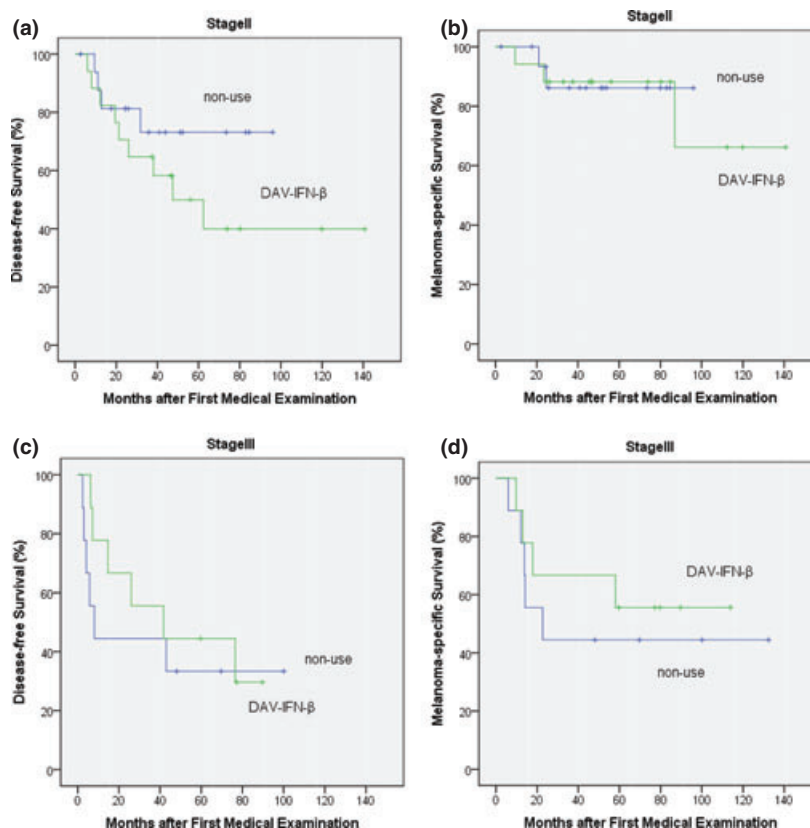 (a)
StageII
Disease-free Survival (%)
100
80
60
40
20
0
non-use
DAV-IFN-β
0 20 40 60 80 100 120 140
Months after First Medical Examination
(b)
StageII
Melanoma-specific Survival (%)
100
80
60
40
20
0
non-use
DAV-IFN-β
0 20 40 60 80 100 120 140
Months after First Medical Examination
(c)
StageIII
Disease-free Survival (%)
100
80
60
40
20
0
non-use
DAV-IFN-β
0 20 40 60 80 100 120 140
Months after First Medical Examination
(d)
StageIII
Melanoma-specific Survival (%)
100
80
60
40
20
0
DAV-IFN-β
non-use
0 20 40 60 80 100 120 140
Months after First Medical Examination